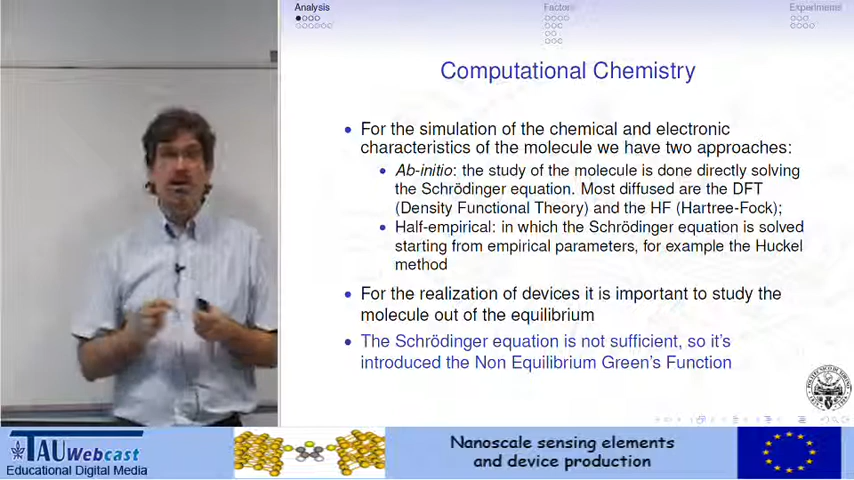 Analysis
Factori
Experimental
Computational Chemistry
For the simulation of the chemical and electronic
characteristics of the molecule we have two approaches:
Ab-initio: the study of the molecule is done directly solving
the Schrödinger equation. Most diffused are the DFT
(Density Functional Theory) and the HF (Hartree-Fock);
Half-empirical: in which the Schrödinger equation is solved
starting from empirical parameters, for example the Huckel
method
For the realization of devices it is important to study the
molecule out of the equilibrium
The Schrödinger equation is not sufficient, so it's
introduced the Non Equilibrium Green's Function
TAU Webcast
Educational Digital Media
Nanoscale sensing elements
and device production